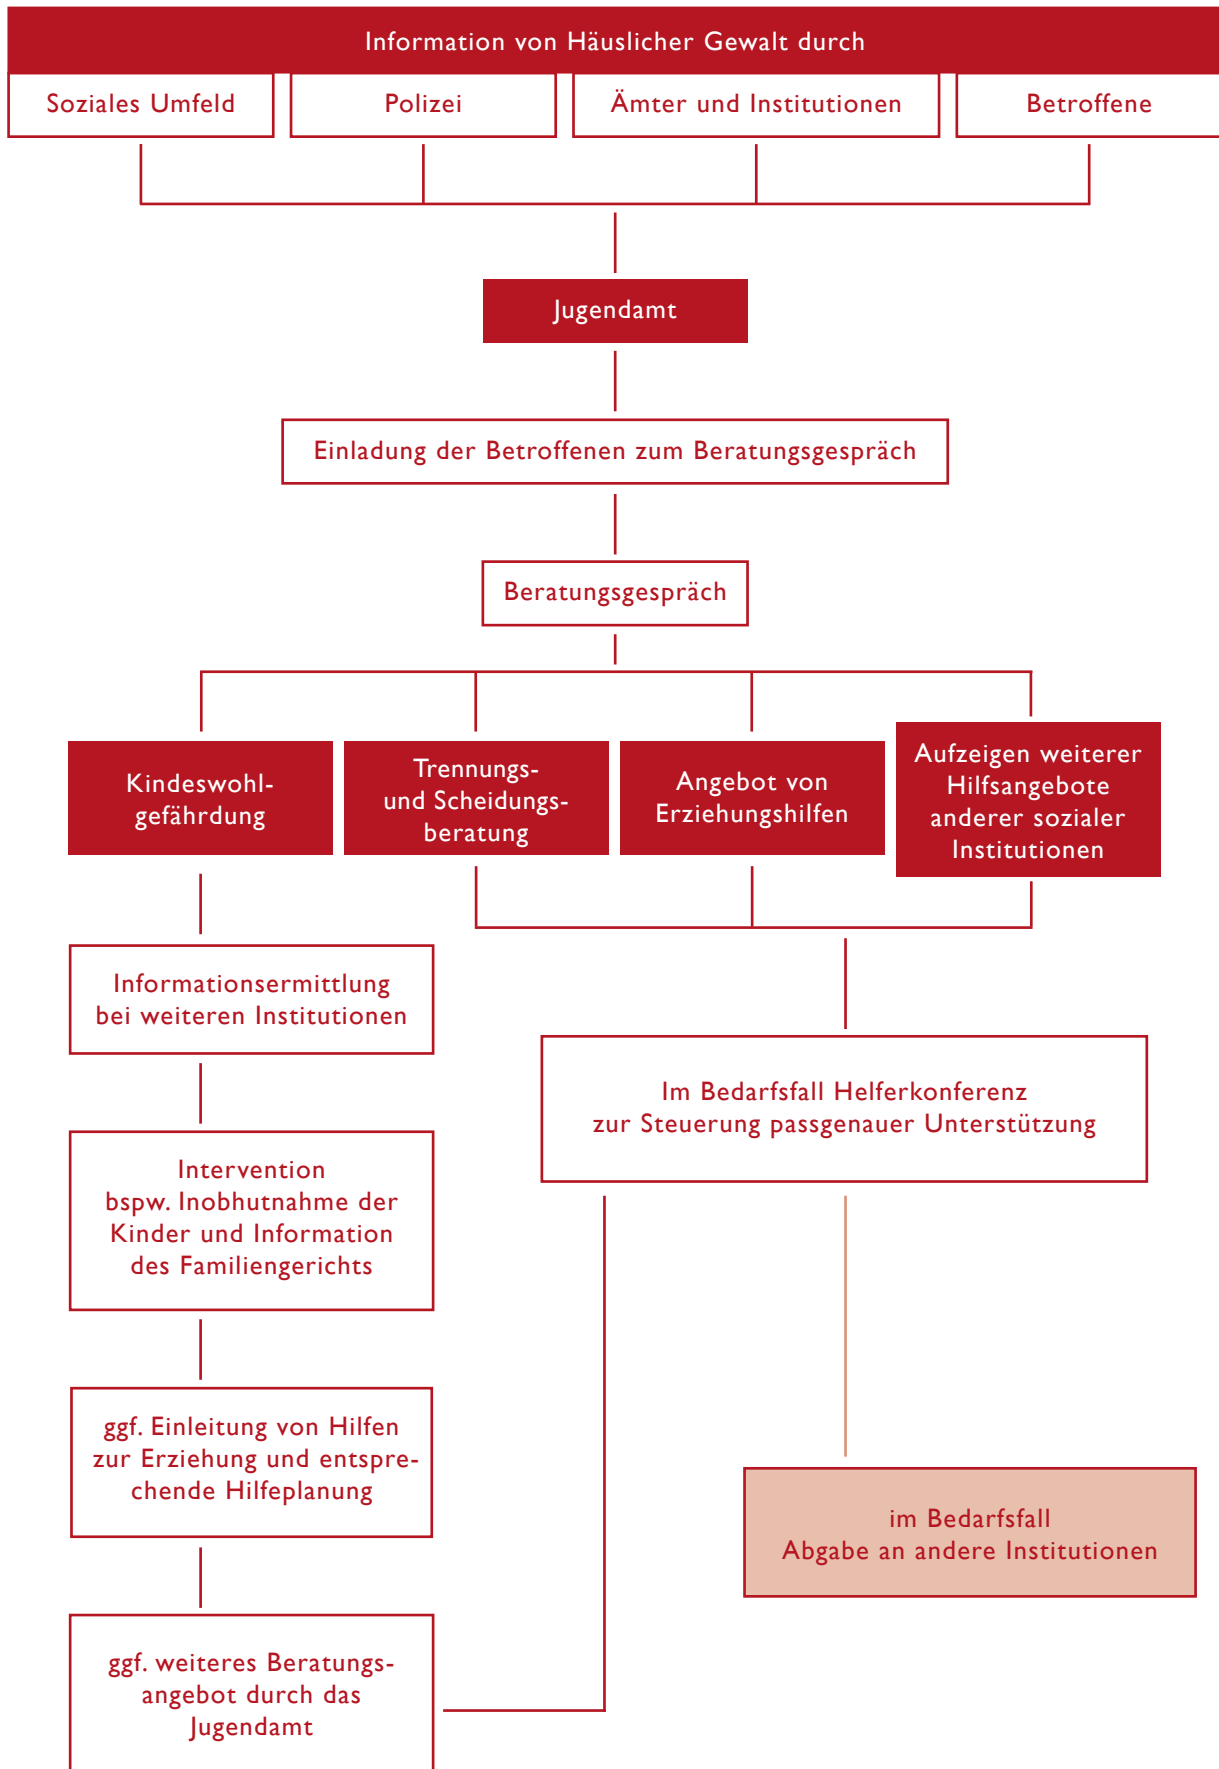 Information von Häuslicher Gewalt durch
Soziales Umfeld
Polizei
Ämter und Institutionen
Betroffene
Jugendamt
Einladung der Betroffenen zum Beratungsgespräch
Beratungsgespräch
Kindeswohl-
gefährdung
Trennungs-
und Scheidungs-
beratung
Angebot von
Erziehungshilfen
Aufzeigen weiterer
Hilfsangebote
anderer sozialer
Institutionen
Informationsermittlung
bei weiteren Institutionen
Im Bedarfsfall Helferkonferenz
zur Steuerung passgenauer Unterstützung
Intervention
bspw. Inobhutnahme der
Kinder und Information
des Familiengerichts
ggf. Einleitung von Hilfen
zur Erziehung und entspre-
chende Hilfeplanung
im Bedarfsfall
Abgabe an andere Institutionen
ggf. weiteres Beratungs-
angebot durch das
Jugendamt